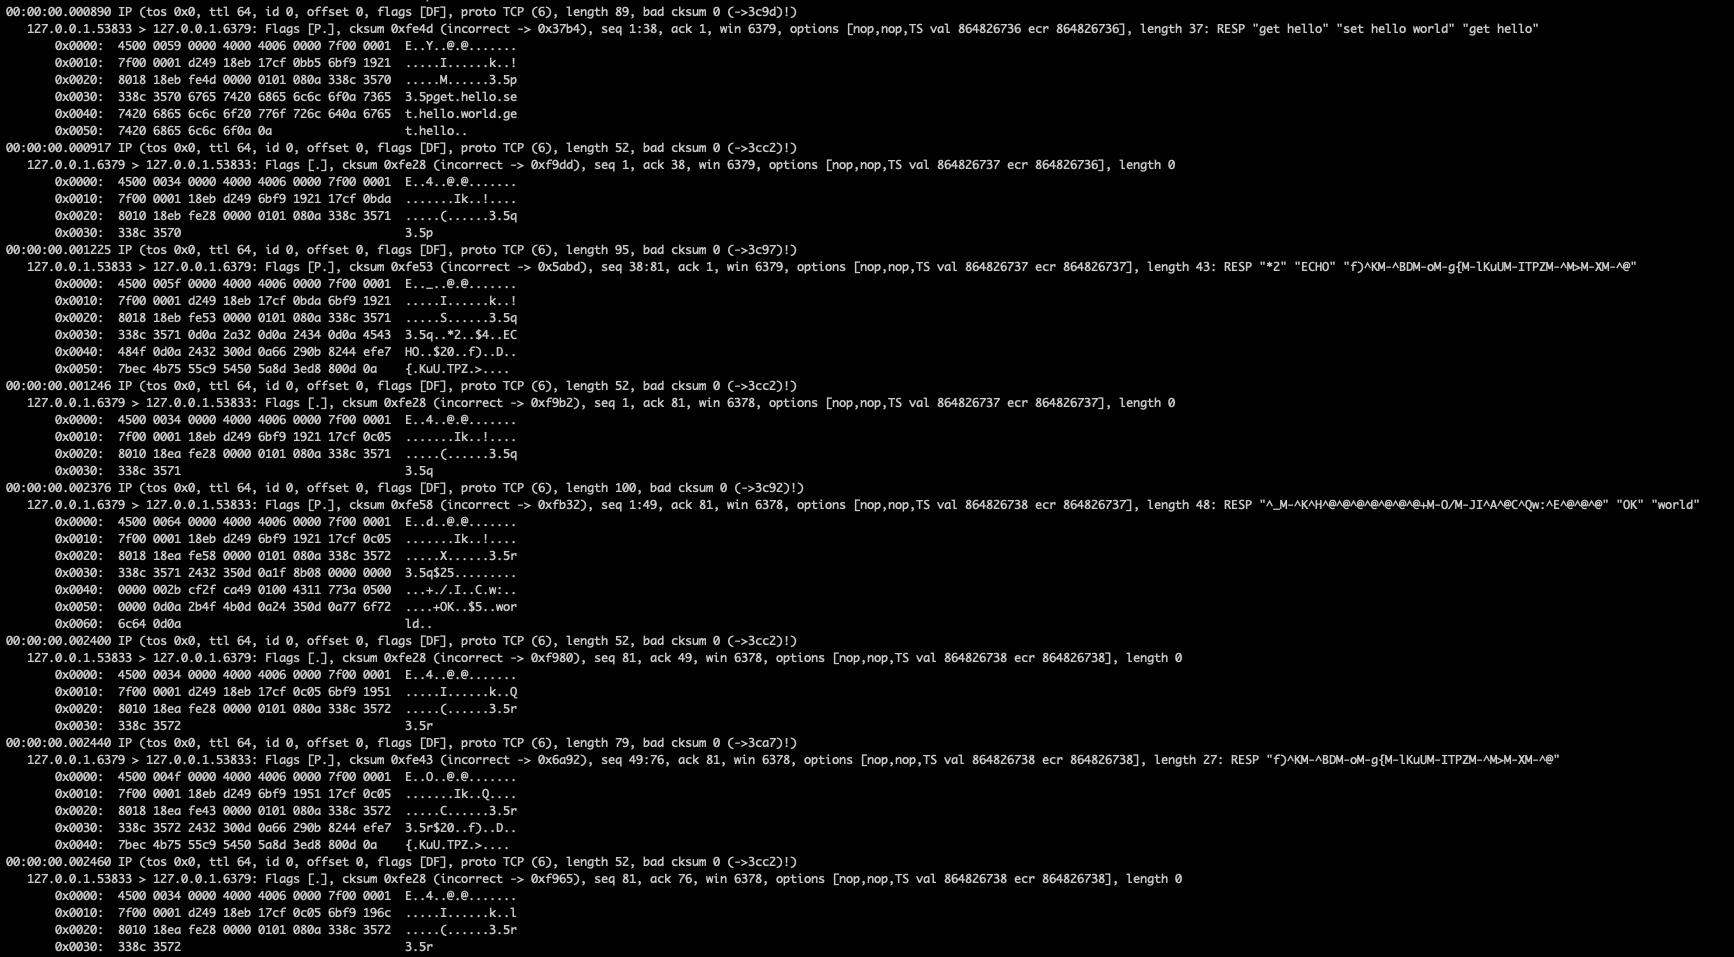 00:00:00.000890 IP (tos 0x0, ttl 64, id 0, offset 0, flags [DF], proto TCP (6), length 89, bad cksum 0 (->3c9d)!)
127.0.0.1.53833 > 127.0.0.1.6379: Flags [P.], cksum 0xfe4d (incorrect -> 0x37b4), seq 1:38, ack 1, win 6379, options [nop,nop,TS val 864826736 ecr 864826736], length 37: RESP "get hello" "set hello world" "get hello"
0x0000:  4500 0059 0000 4000 4006 0000 7f00 0001  E..Y..@.@.......
0x0010:  7f00 0001 d249 18eb 17cf 0bb5 6bf9 1921  .....I......k..!
0x0020:  8018 18eb fe4d 0000 0101 080a 338c 3570  .....M......3.5p
0x0030:  338c 3570 6765 7420 6865 6c6c 6f0a 7365  3.5pget.hello.se
0x0040:  7420 6865 6c6c 6f20 776f 726c 640a 6765  t.hello.world.ge
0x0050:  7420 6865 6c6c 6f0a 0a  t.hello..
00:00:00.000917 IP (tos 0x0, ttl 64, id 0, offset 0, flags [DF], proto TCP (6), length 52, bad cksum 0 (->3cc2)!)
127.0.0.1.6379 > 127.0.0.1.53833: Flags [.], cksum 0xfe28 (incorrect -> 0xf9dd), seq 1, ack 38, win 6379, options [nop,nop,TS val 864826737 ecr 864826736], length 0
0x0000:  4500 0034 0000 4000 4006 0000 7f00 0001  E..4..@.@.......
0x0010:  7f00 0001 18eb d249 6bf9 1921 17cf 0bda  .......Ik..!....
0x0020:  8010 18eb fe28 0000 0101 080a 338c 3571  .....(......3.5q
0x0030:  338c 3570  3.5p
00:00:00.001225 IP (tos 0x0, ttl 64, id 0, offset 0, flags [DF], proto TCP (6), length 95, bad cksum 0 (->3c97)!)
127.0.0.1.53833 > 127.0.0.1.6379: Flags [P.], cksum 0xfe53 (incorrect -> 0x5abd), seq 38:81, ack 1, win 6379, options [nop,nop,TS val 864826737 ecr 864826737], length 43: RESP "*2" "ECHO" "f)^KM-^BDM-oM-g{M-lKuUM-ITPZM-^M>M-XM-^@"
0x0000:  4500 005f 0000 4000 4006 0000 7f00 0001  E.._..@.@.......
0x0010:  7f00 0001 d249 18eb 17cf 0bda 6bf9 1921  .....I......k..!
0x0020:  8018 18eb fe53 0000 0101 080a 338c 3571  .....S......3.5q
0x0030:  338c 3571 0d0a 2a32 0d0a 2434 0d0a 4543  3.5q..*2..$4..EC
0x0040:  484f 0d0a 2432 300d 0a66 290b 8244 efe7  HO..$20..f)..D..
0x0050:  7bec 4b75 55c9 5450 5a8d 3ed8 800d 0a  {.KuU.TPZ.>....
00:00:00.001246 IP (tos 0x0, ttl 64, id 0, offset 0, flags [DF], proto TCP (6), length 52, bad cksum 0 (->3cc2)!)
127.0.0.1.6379 > 127.0.0.1.53833: Flags [.], cksum 0xfe28 (incorrect -> 0xf9b2), seq 1, ack 81, win 6378, options [nop,nop,TS val 864826737 ecr 864826737], length 0
0x0000:  4500 0034 0000 4000 4006 0000 7f00 0001  E..4..@.@.......
0x0010:  7f00 0001 18eb d249 6bf9 1921 17cf 0c05  .......Ik..!....
0x0020:  8010 18ea fe28 0000 0101 080a 338c 3571  .....(......3.5q
0x0030:  338c 3571  3.5q
00:00:00.002376 IP (tos 0x0, ttl 64, id 0, offset 0, flags [DF], proto TCP (6), length 100, bad cksum 0 (->3c92)!)
127.0.0.1.6379 > 127.0.0.1.53833: Flags [P.], cksum 0xfe58 (incorrect -> 0xfb32), seq 1:49, ack 81, win 6378, options [nop,nop,TS val 864826738 ecr 864826737], length 48: RESP "^_M-^K^H^@^@^@^@^@^@^@+M-O/M-JI^A^@C^Qw:^E^@^@^@" "OK" "world"
0x0000:  4500 0064 0000 4000 4006 0000 7f00 0001  E..d..@.@.......
0x0010:  7f00 0001 18eb d249 6bf9 1921 17cf 0c05  .......Ik..!....
0x0020:  8018 18ea fe58 0000 0101 080a 338c 3572  .....X......3.5r
0x0030:  338c 3571 2432 350d 0a1f 8b08 0000 0000  3.5q$25.........
0x0040:  0000 002b cf2f ca49 0100 4311 773a 0500  ...+./.I..C.w:..
0x0050:  0000 0d0a 2b4f 4b0d 0a24 350d 0a77 6f72  ....+OK..$5..wor
0x0060:  6c64 0d0a  ld..
00:00:00.002400 IP (tos 0x0, ttl 64, id 0, offset 0, flags [DF], proto TCP (6), length 52, bad cksum 0 (->3cc2)!)
127.0.0.1.53833 > 127.0.0.1.6379: Flags [.], cksum 0xfe28 (incorrect -> 0xf980), seq 81, ack 49, win 6378, options [nop,nop,TS val 864826738 ecr 864826738], length 0
0x0000:  4500 0034 0000 4000 4006 0000 7f00 0001  E..4..@.@.......
0x0010:  7f00 0001 d249 18eb 17cf 0c05 6bf9 1951  .....I......k..Q
0x0020:  8010 18ea fe28 0000 0101 080a 338c 3572  .....(......3.5r
0x0030:  338c 3572  3.5r
00:00:00.002440 IP (tos 0x0, ttl 64, id 0, offset 0, flags [DF], proto TCP (6), length 79, bad cksum 0 (->3ca7)!)
127.0.0.1.6379 > 127.0.0.1.53833: Flags [P.], cksum 0xfe43 (incorrect -> 0x6a92), seq 49:76, ack 81, win 6378, options [nop,nop,TS val 864826738 ecr 864826738], length 27: RESP "f)^KM-^BDM-oM-g{M-lKuUM-ITPZM-^M>M-XM-^@"
0x0000:  4500 004f 0000 4000 4006 0000 7f00 0001  E..O..@.@.......
0x0010:  7f00 0001 18eb d249 6bf9 1951 17cf 0c05  .......Ik..Q....
0x0020:  8018 18ea fe43 0000 0101 080a 338c 3572  .....C......3.5r
0x0030:  338c 3572 2432 300d 0a66 290b 8244 efe7  3.5r$20..f)..D..
0x0040:  7bec 4b75 55c9 5450 5a8d 3ed8 800d 0a  {.KuU.TPZ.>....
00:00:00.002460 IP (tos 0x0, ttl 64, id 0, offset 0, flags [DF], proto TCP (6), length 52, bad cksum 0 (->3cc2)!)
127.0.0.1.53833 > 127.0.0.1.6379: Flags [.], cksum 0xfe28 (incorrect -> 0xf965), seq 81, ack 76, win 6378, options [nop,nop,TS val 864826738 ecr 864826738], length 0
0x0000:  4500 0034 0000 4000 4006 0000 7f00 0001  E..4..@.@.......
0x0010:  7f00 0001 d249 18eb 17cf 0c05 6bf9 196c  .....I......k..l
0x0020:  8010 18ea fe28 0000 0101 080a 338c 3572  .....(......3.5r
0x0030:  338c 3572  3.5r